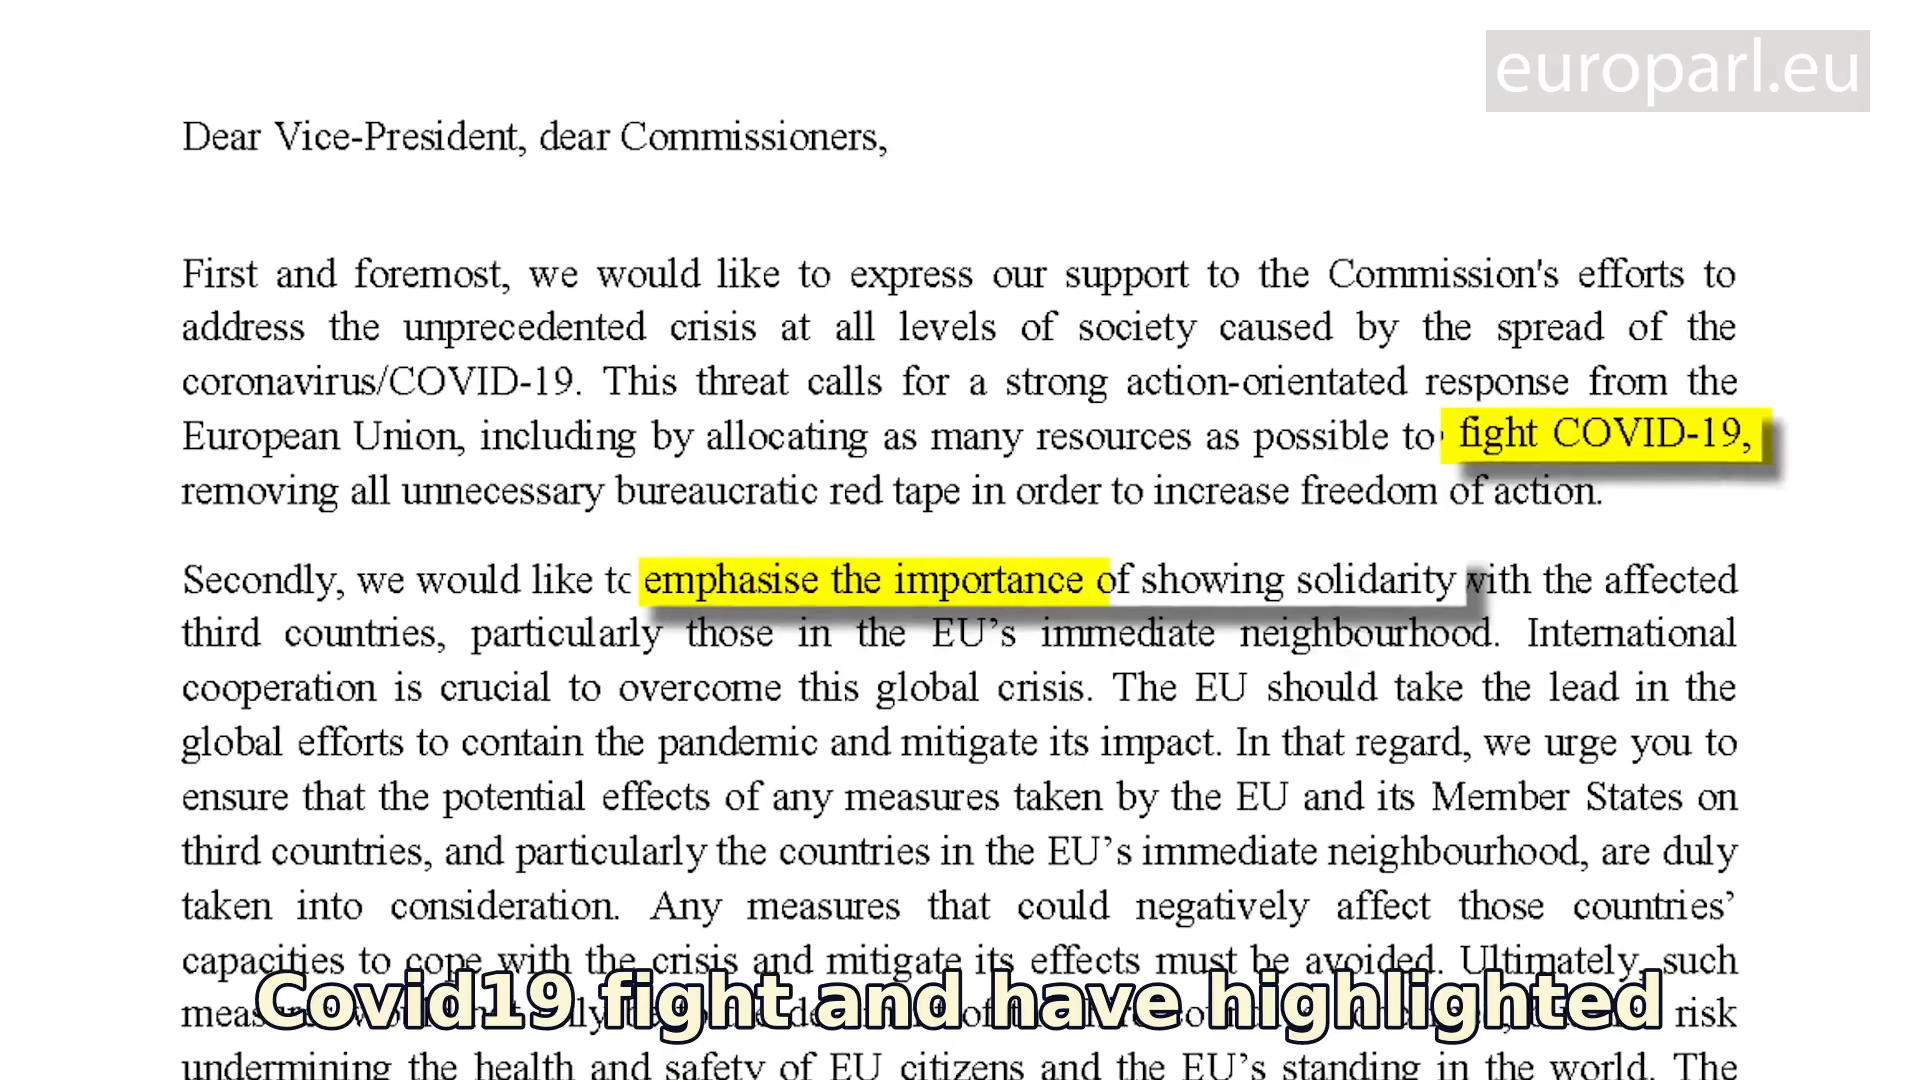 europarl.eu
Dear Vice-President, dear Commissioners,
First and foremost, we would like to express our support to the Commission's efforts to
address the unprecedented crisis at all levels of society caused by the spread of the
coronavirus/COVID-19. This threat calls for a strong action-orientated response from the
European Union, including by allocating as many resources as possible to fight COVID-19,
removing all unnecessary bureaucratic red tape in order to increase freedom of action.
Secondly, we would like to emphasise the importance of showing solidarity with the affected
third countries, particularly those in the EU’s immediate neighbourhood. International
cooperation is crucial to overcome this global crisis. The EU should take the lead in the
global efforts to contain the pandemic and mitigate its impact. In that regard, we urge you to
ensure that the potential effects of any measures taken by the EU and its Member States on
third countries, and particularly the countries in the EU’s immediate neighbourhood, are duly
taken into consideration. Any measures that could negatively affect those countries’
capacities to cope with the crisis and mitigate its effects must be avoided. Ultimately, such
risk
Covid19 fight and have highlighted
undermining the health and safety of EU citizens and the EU’s standing in the world. The